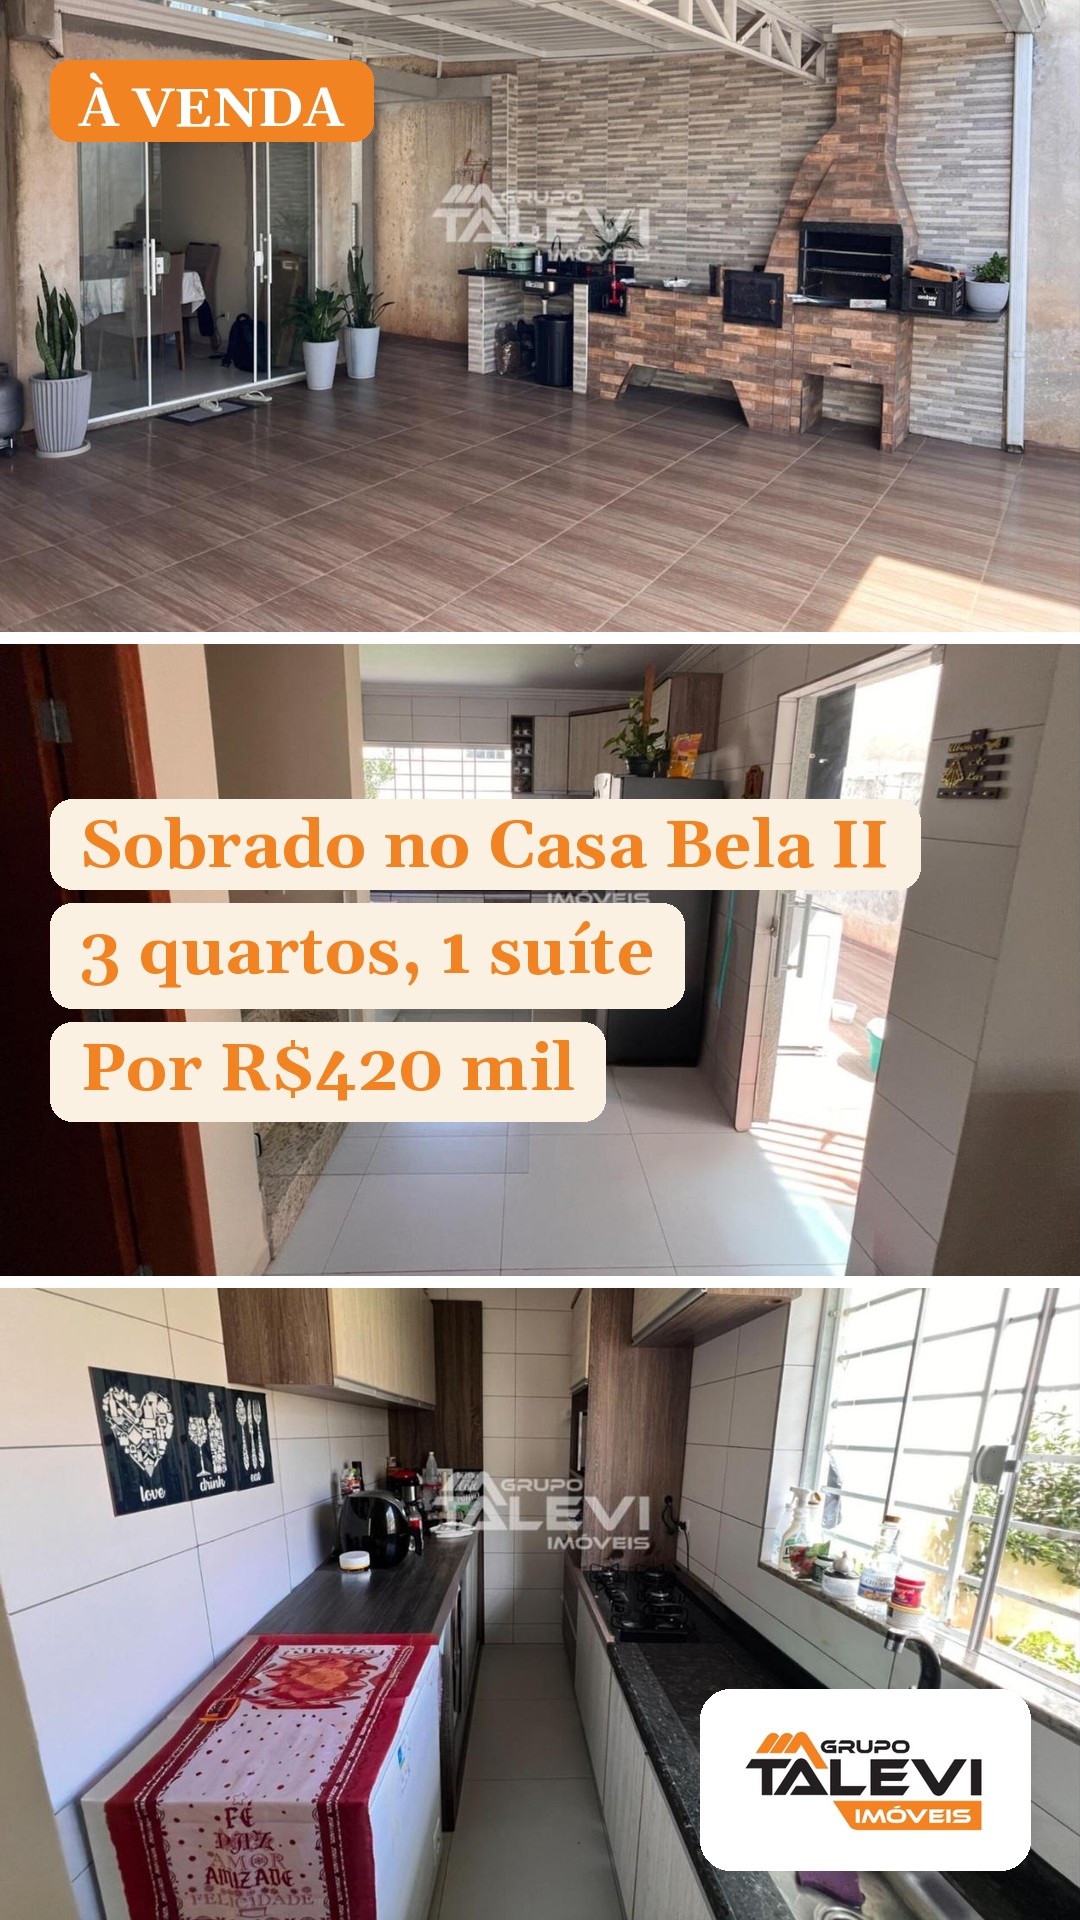 À VENDA
GRUPO
TALEVI
IMÓVEIS
Sobrado no Casa Bela II
IMÓVEIS
3 quartos, 1 suíte
Por R$420 mil
love
drink
eat
GRUPO
TALEVI
IMÓVEIS
FÉ
AMOR
AMIZADE
FELICIDADE
GRUPO
TALEVI
IMÓVEIS